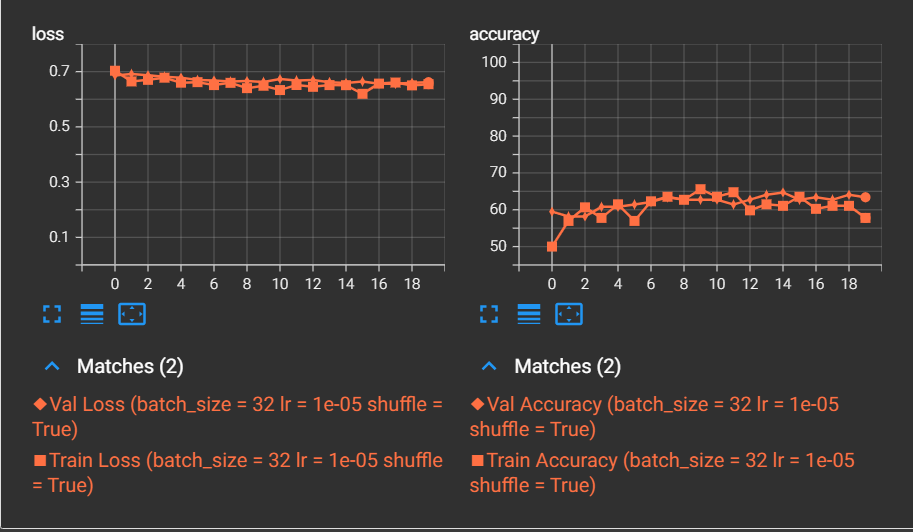 loss
0.7
0.5
0.3
0.1
0 2 4 6 8 10 12 14 16 18
Matches (2)
Val Loss (batch_size = 32 lr = 1e-05 shuffle =
True)
Train Loss (batch_size = 32 lr = 1e-05 shuffle
= True)
accuracy
100
90
80
70
60
50
0 2 4 6 8 10 12 14 16 18
Matches (2)
Val Accuracy (batch_size = 32 lr = 1e-05
shuffle = True)
Train Accuracy (batch_size = 32 lr = 1e-05
shuffle = True)